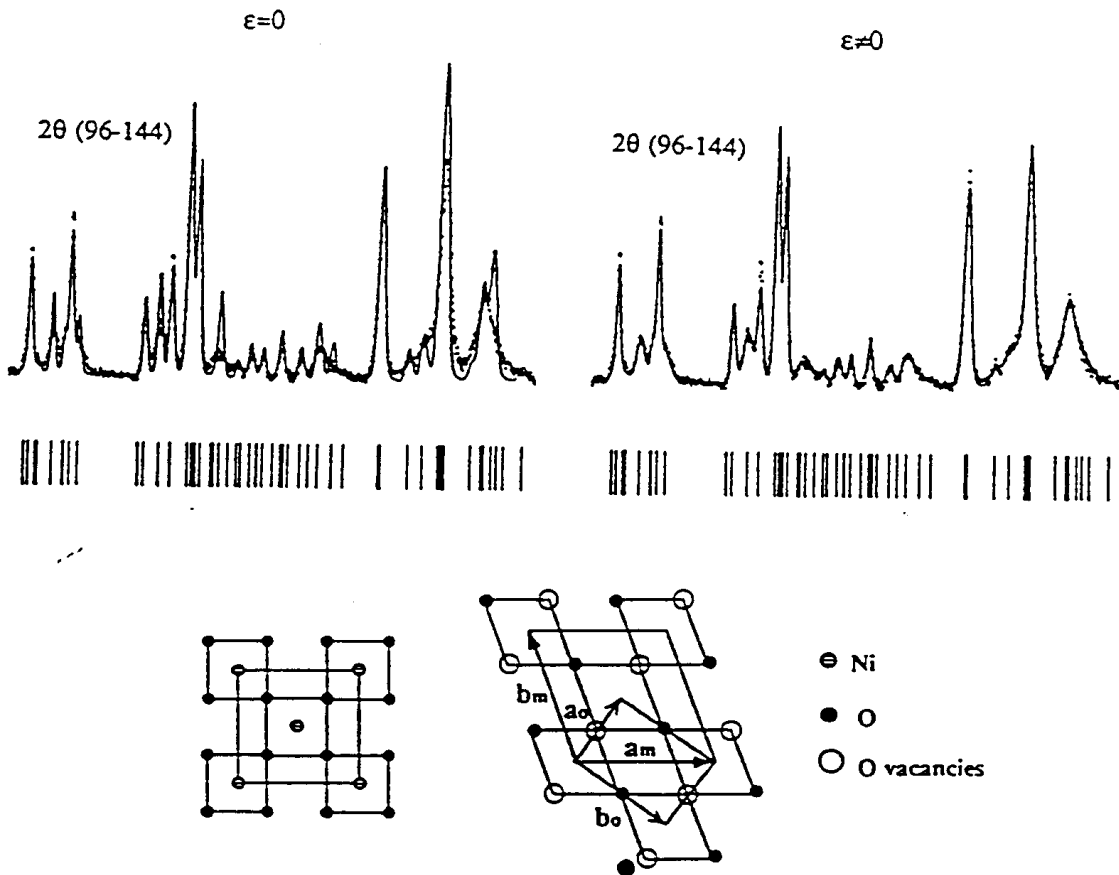 ε=0
ε≠0
2θ (96-144)
2θ (96-144)
bm
ao
am
bo
Ni
O
O vacancies